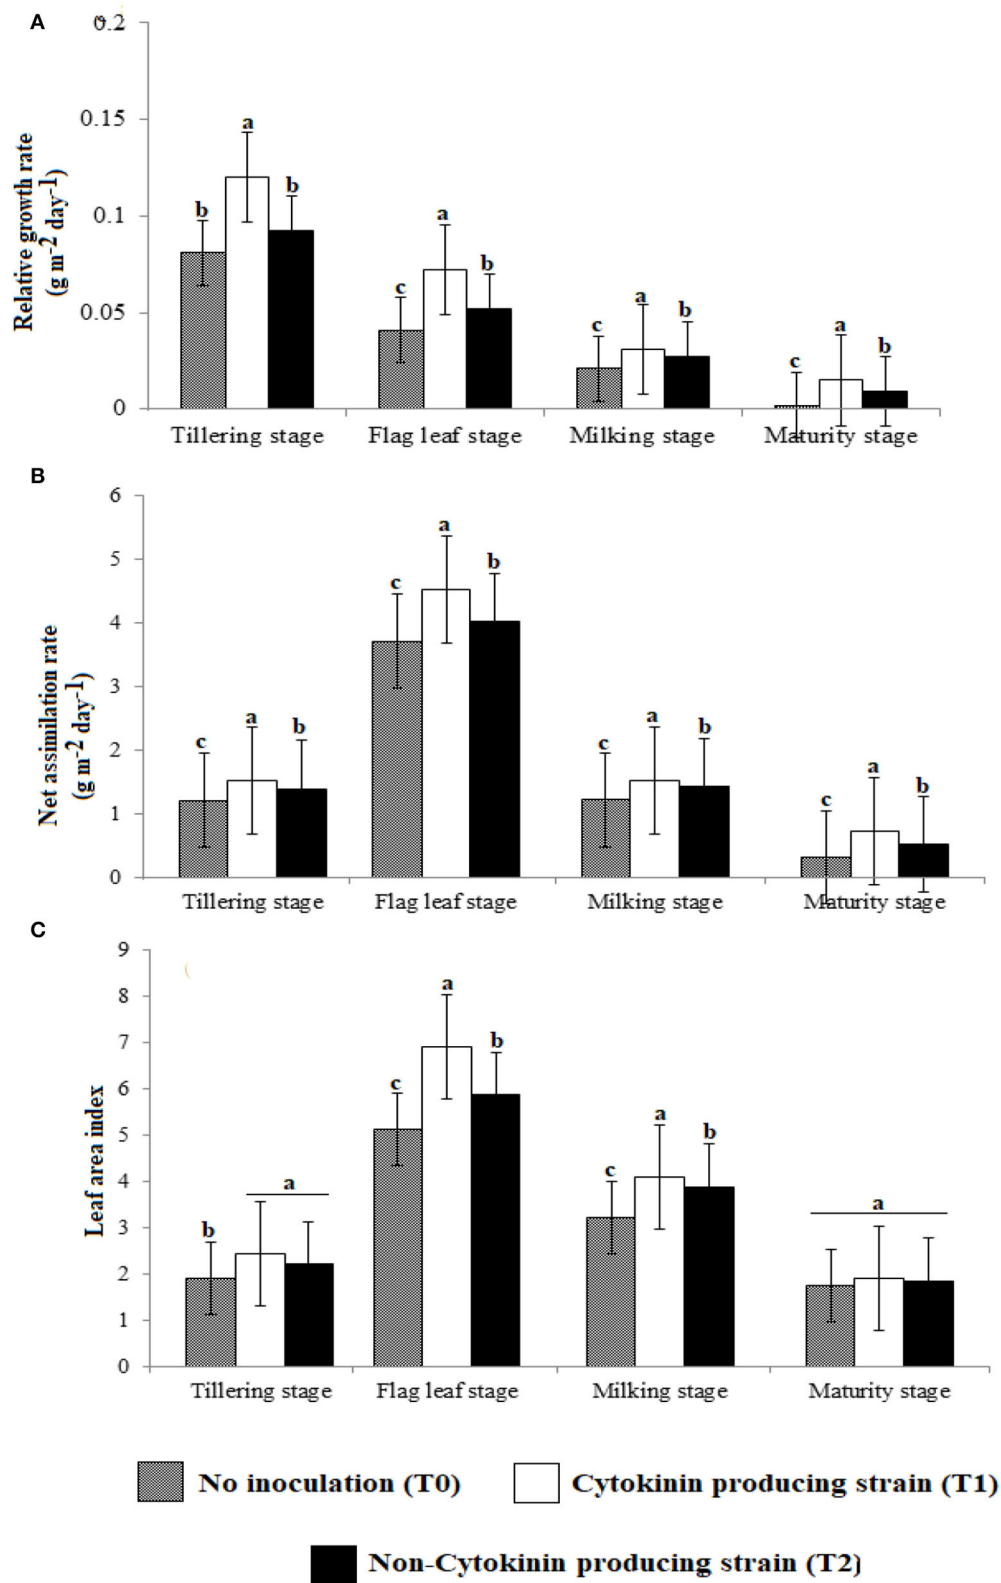 A
0.2
0.15
0.1
0.05
0
Relative growth rate
(g m-2 day-1)
a
b
b
a
c
b
a
c
b
a
c
b
Tillering stage
Flag leaf stage
Milking stage
Maturity stage
B
6
5
4
3
2
1
0
Net assimilation rate
(g m-2 day-1)
c
a
b
c
a
b
c
a
b
c
a
b
Tillering stage
Flag leaf stage
Milking stage
Maturity stage
C
9
8
7
6
5
4
3
2
1
0
Leaf area index
b
a
c
a
b
c
a
b
a
Tillering stage
Flag leaf stage
Milking stage
Maturity stage
No inoculation (T0)
Cytokinin producing strain (T1)
Non-Cytokinin producing strain (T2)